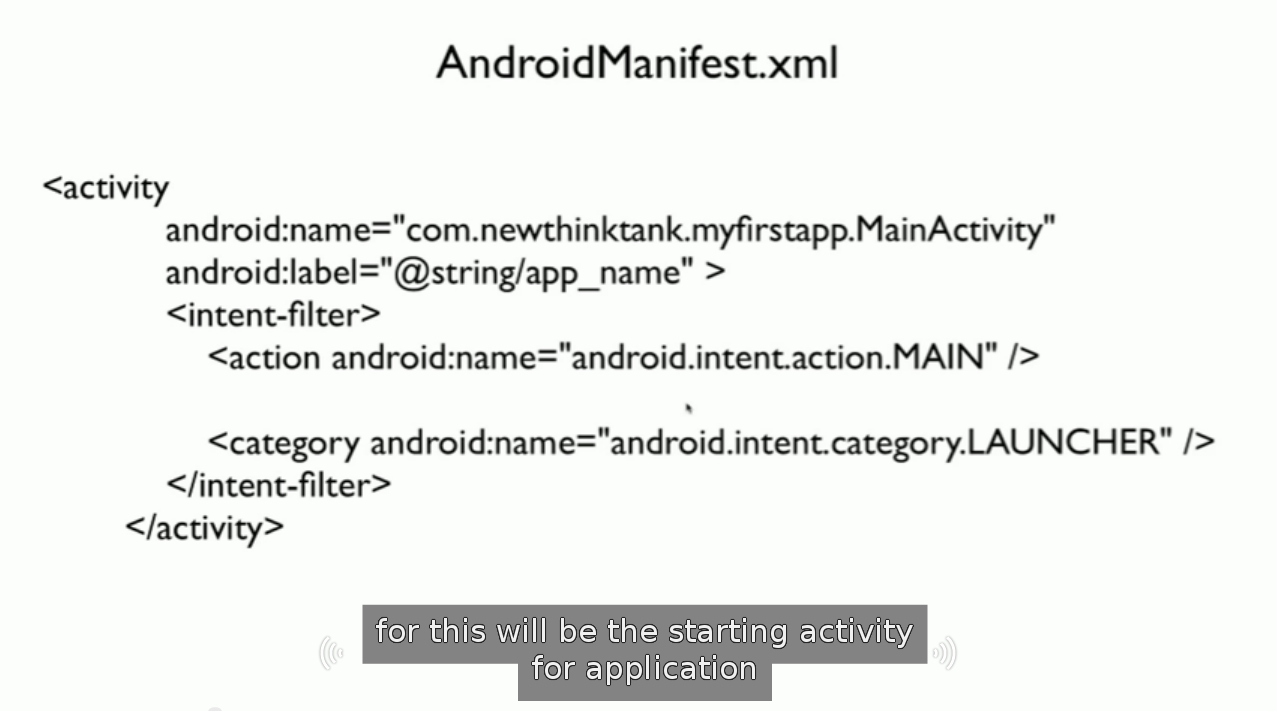 AndroidManifest.xml
<activity
android:name="com.newthinktank.myfirstapp.MainActivity"
android:label="@string/app_name" >
<intent-filter>
<action android:name="android.intent.action.MAIN" />
<category android:name="android.intent.category.LAUNCHER" />
</intent-filter>
</activity>
for this will be the starting activity
for application